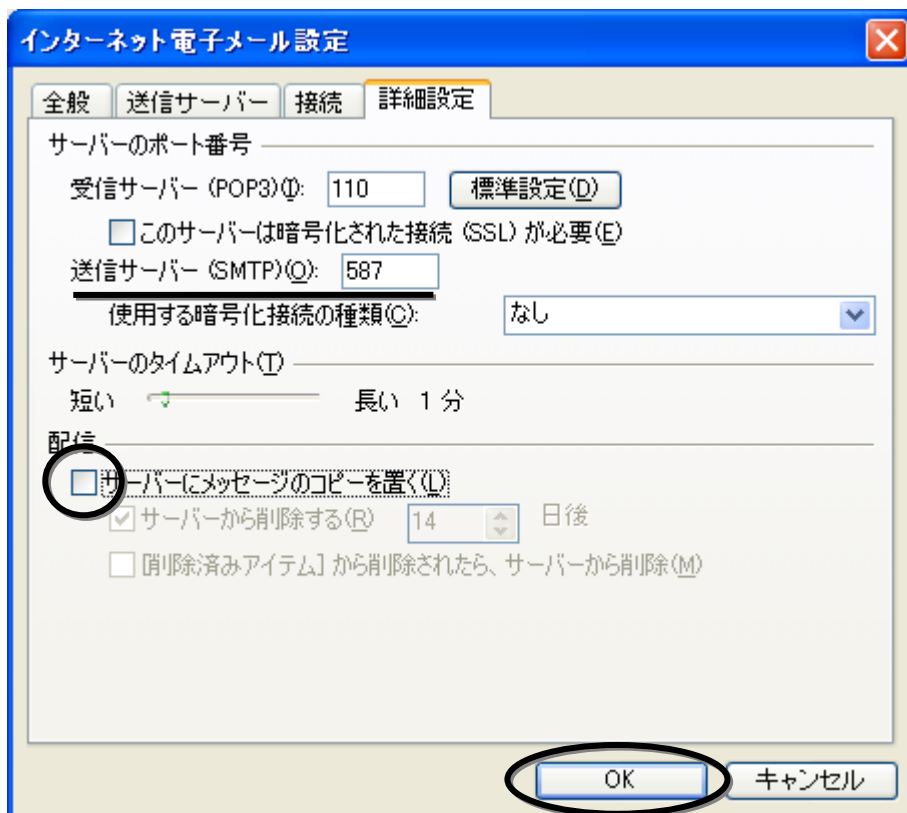 インターネット電子メール設定
全般 送信サーバー 接続 詳細設定
サーバーのポート番号
受信サーバー (POP3)(I): 110 標準設定(D)
このサーバーは暗号化された接続 (SSL) が必要(E)
送信サーバー (SMTP)(O): 587
使用する暗号化接続の種類(C): なし
サーバーのタイムアウト(T)
短い 長い 1 分
配信
サーバーにメッセージのコピーを置く(L)
サーバーから削除する(R) 14 日後
[削除済みアイテム] から削除されたら、サーバーから削除(M)
OK キャンセル